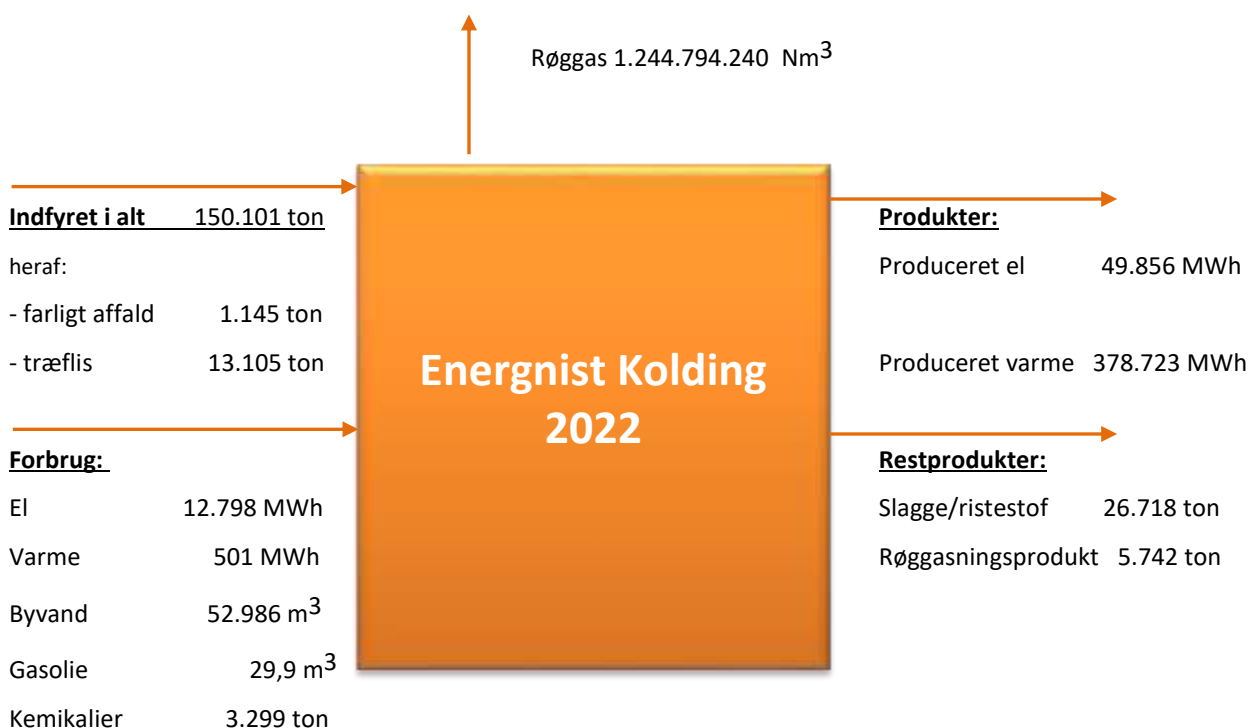 Røggas 1.244.794.240 Nm³
Indfyret i alt 150.101 ton
heraf:
- farligt affald 1.145 ton
- træflis 13.105 ton
Forbrug:
El 12.798 MWh
Varme 501 MWh
Byvand 52.986 m³
Gasolie 29,9 m³
Kemikalier 3.299 ton
Energnist Kolding
2022
Produkter:
Produceret el 49.856 MWh
Produceret varme 378.723 MWh
Restprodukter:
Slagge/ristestof 26.718 ton
Røggasningsprodukt 5.742 ton